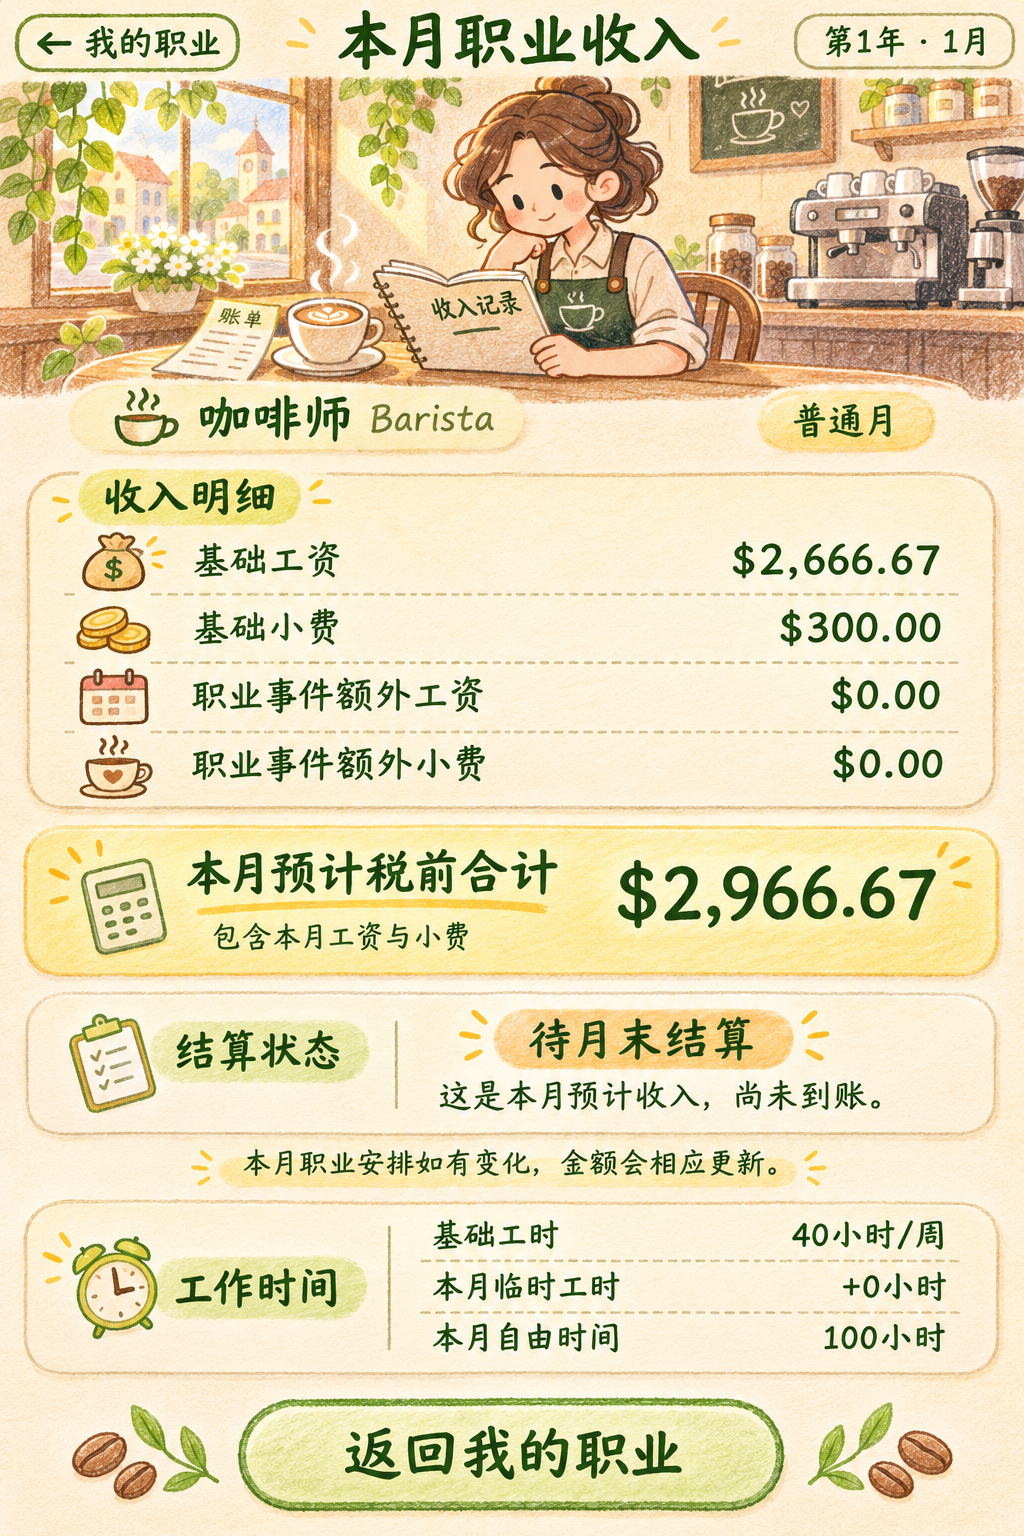 ← 我的职业
本月职业收入
第1年 · 1月
账单
收入记录
咖啡师 Barista
普通月
收入明细
基础工资 $2,666.67
基础小费 $300.00
职业事件额外工资 $0.00
职业事件额外小费 $0.00
本月预计税前合计 $2,966.67
包含本月工资与小费
结算状态
待月末结算
这是本月预计收入，尚未到账。
本月职业安排如有变化，金额会相应更新。
工作时间
基础工时 40小时/周
本月临时工时 +0小时
本月自由时间 100小时
返回我的职业